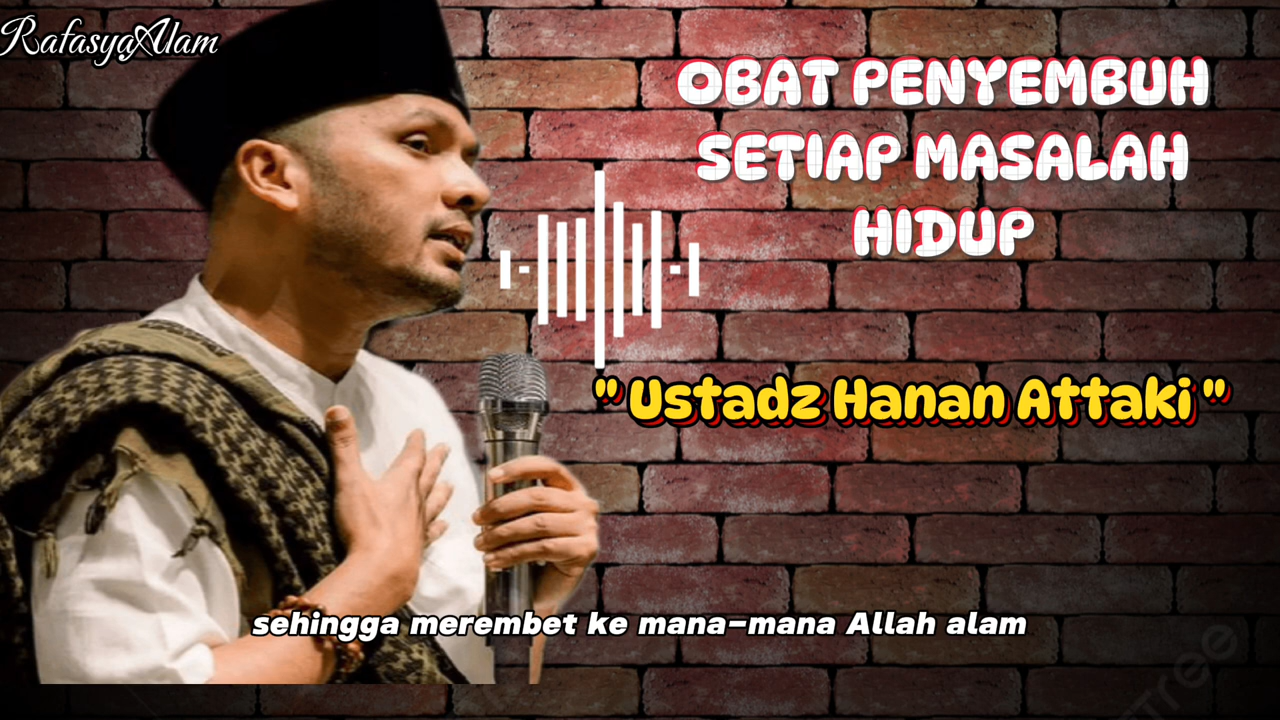 RafasyaAlam
OBAT PENYEMBUH
SETIAP MASALAH
HIDUP
" Ustadz Hanan Attaki "
sehingga merembet ke mana-mana Allah alam